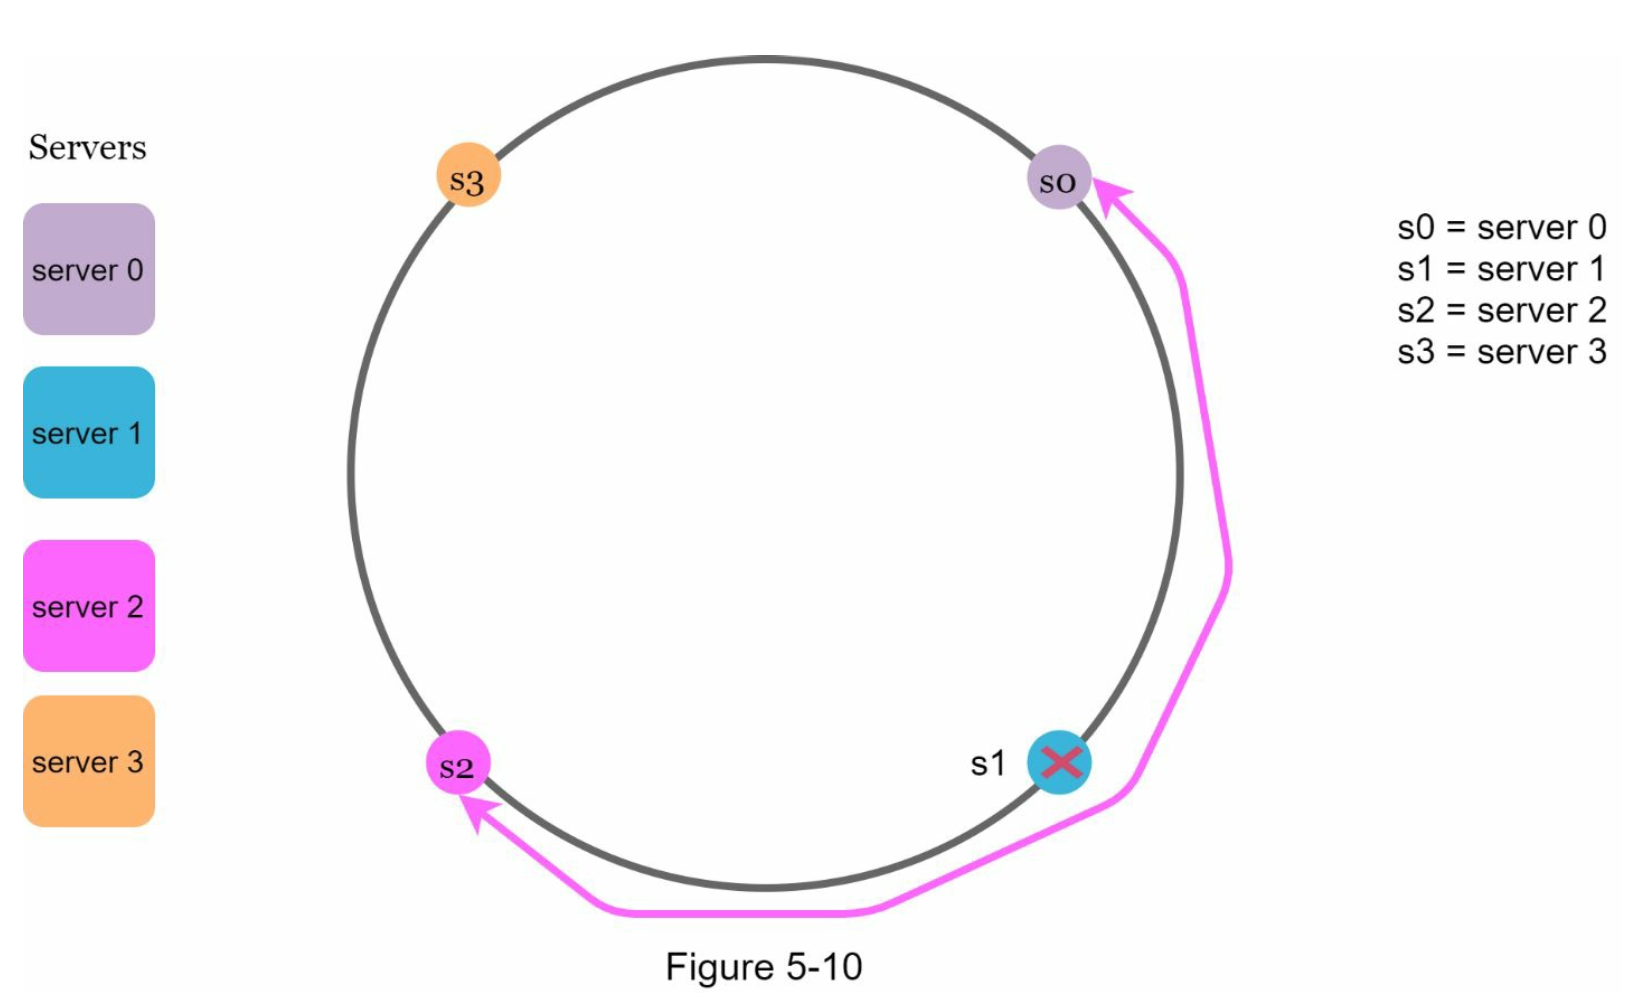 Servers
server 0
server 1
server 2
server 3
s3
s0
s2
s1
s0 = server 0
s1 = server 1
s2 = server 2
s3 = server 3
Figure 5-10